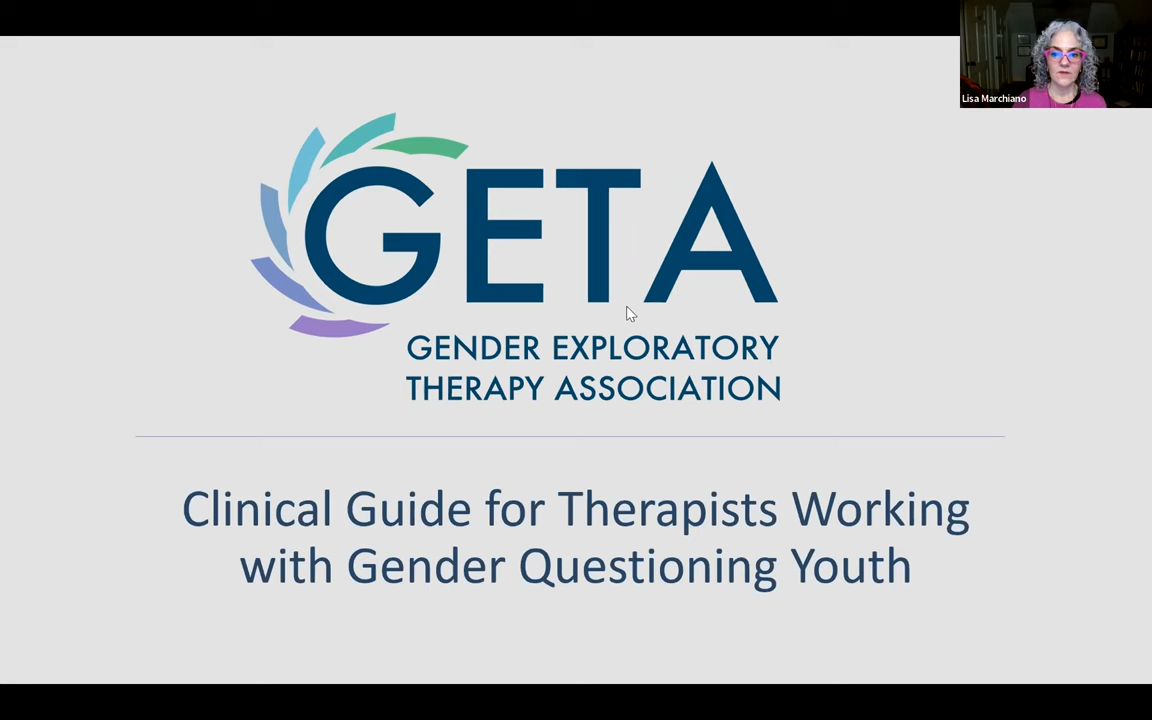 Lisa Marchiano
GETA
GENDER EXPLORATORY
THERAPY ASSOCIATION
Clinical Guide for Therapists Working
with Gender Questioning Youth